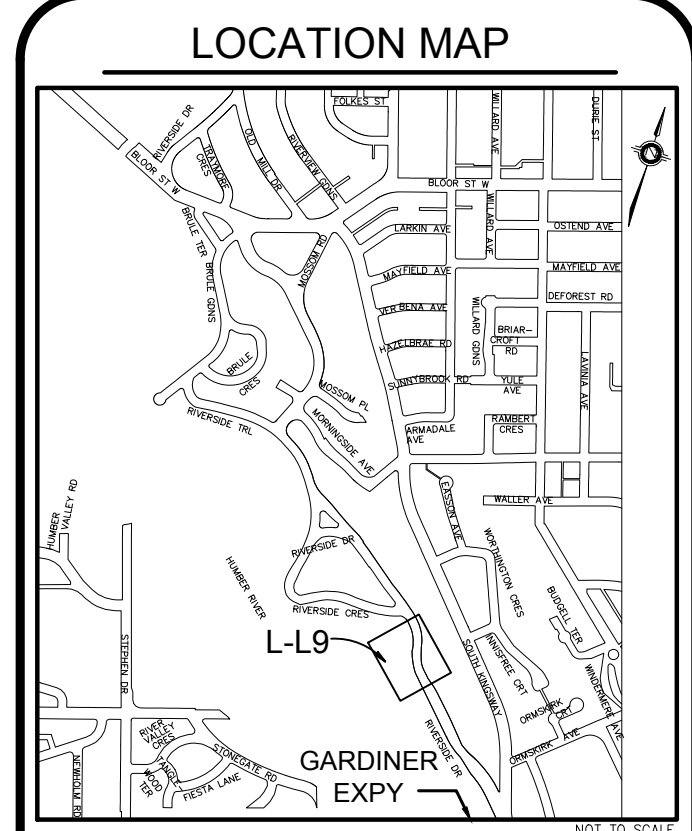 LOCATION MAP
FOLKES ST
RIVERSIDE DR
TRAYMORE
CRES
OLD MILL DR
RIVERVIEW GDNS
WILLARD AVE
DURIE ST
BLOOR ST W
BLOOR ST W
WILLARD AVE
BRULE TER
BRULE GDNS
MOSSOM RD
LARKIN AVE
OSTEND AVE
MAYFIELD AVE
MAYFIELD AVE
DEFOREST RD
VERBENA AVE
WILLARD GDNS
HAZELBRAE RD
BRIAR-
CROFT
RD
LAVINIA AVE
BRULE
CRES
SUNNYBROOK RD
YULE
AVE
MOSSOM PL
RIVERSIDE TRL
MORNINGSIDE AVE
ARMADALE
AVE
RAMBERT
CRES
HUMBER
VALLEY RD
EASSON AVE
WALLER AVE
HUMBER
RIVER
RIVERSIDE DR
WORTHINGTON CRES
RIVERSIDE CRES
BUDGELL TER
STEPHEN DR
L-L9
SOUTH KINGSWAY
INNISFREE CRT
WINDERMERE AVE
ORMSKIRK
CRT
RIVER
VALLEY
CRES
STONEGATE RD
RIVERSIDE DR
ORMSKIRK AVE
NEWHOLM RD
WOOD
TER
TANGLE
FIESTA LANE
GARDINER
EXPY
NOT TO SCALE